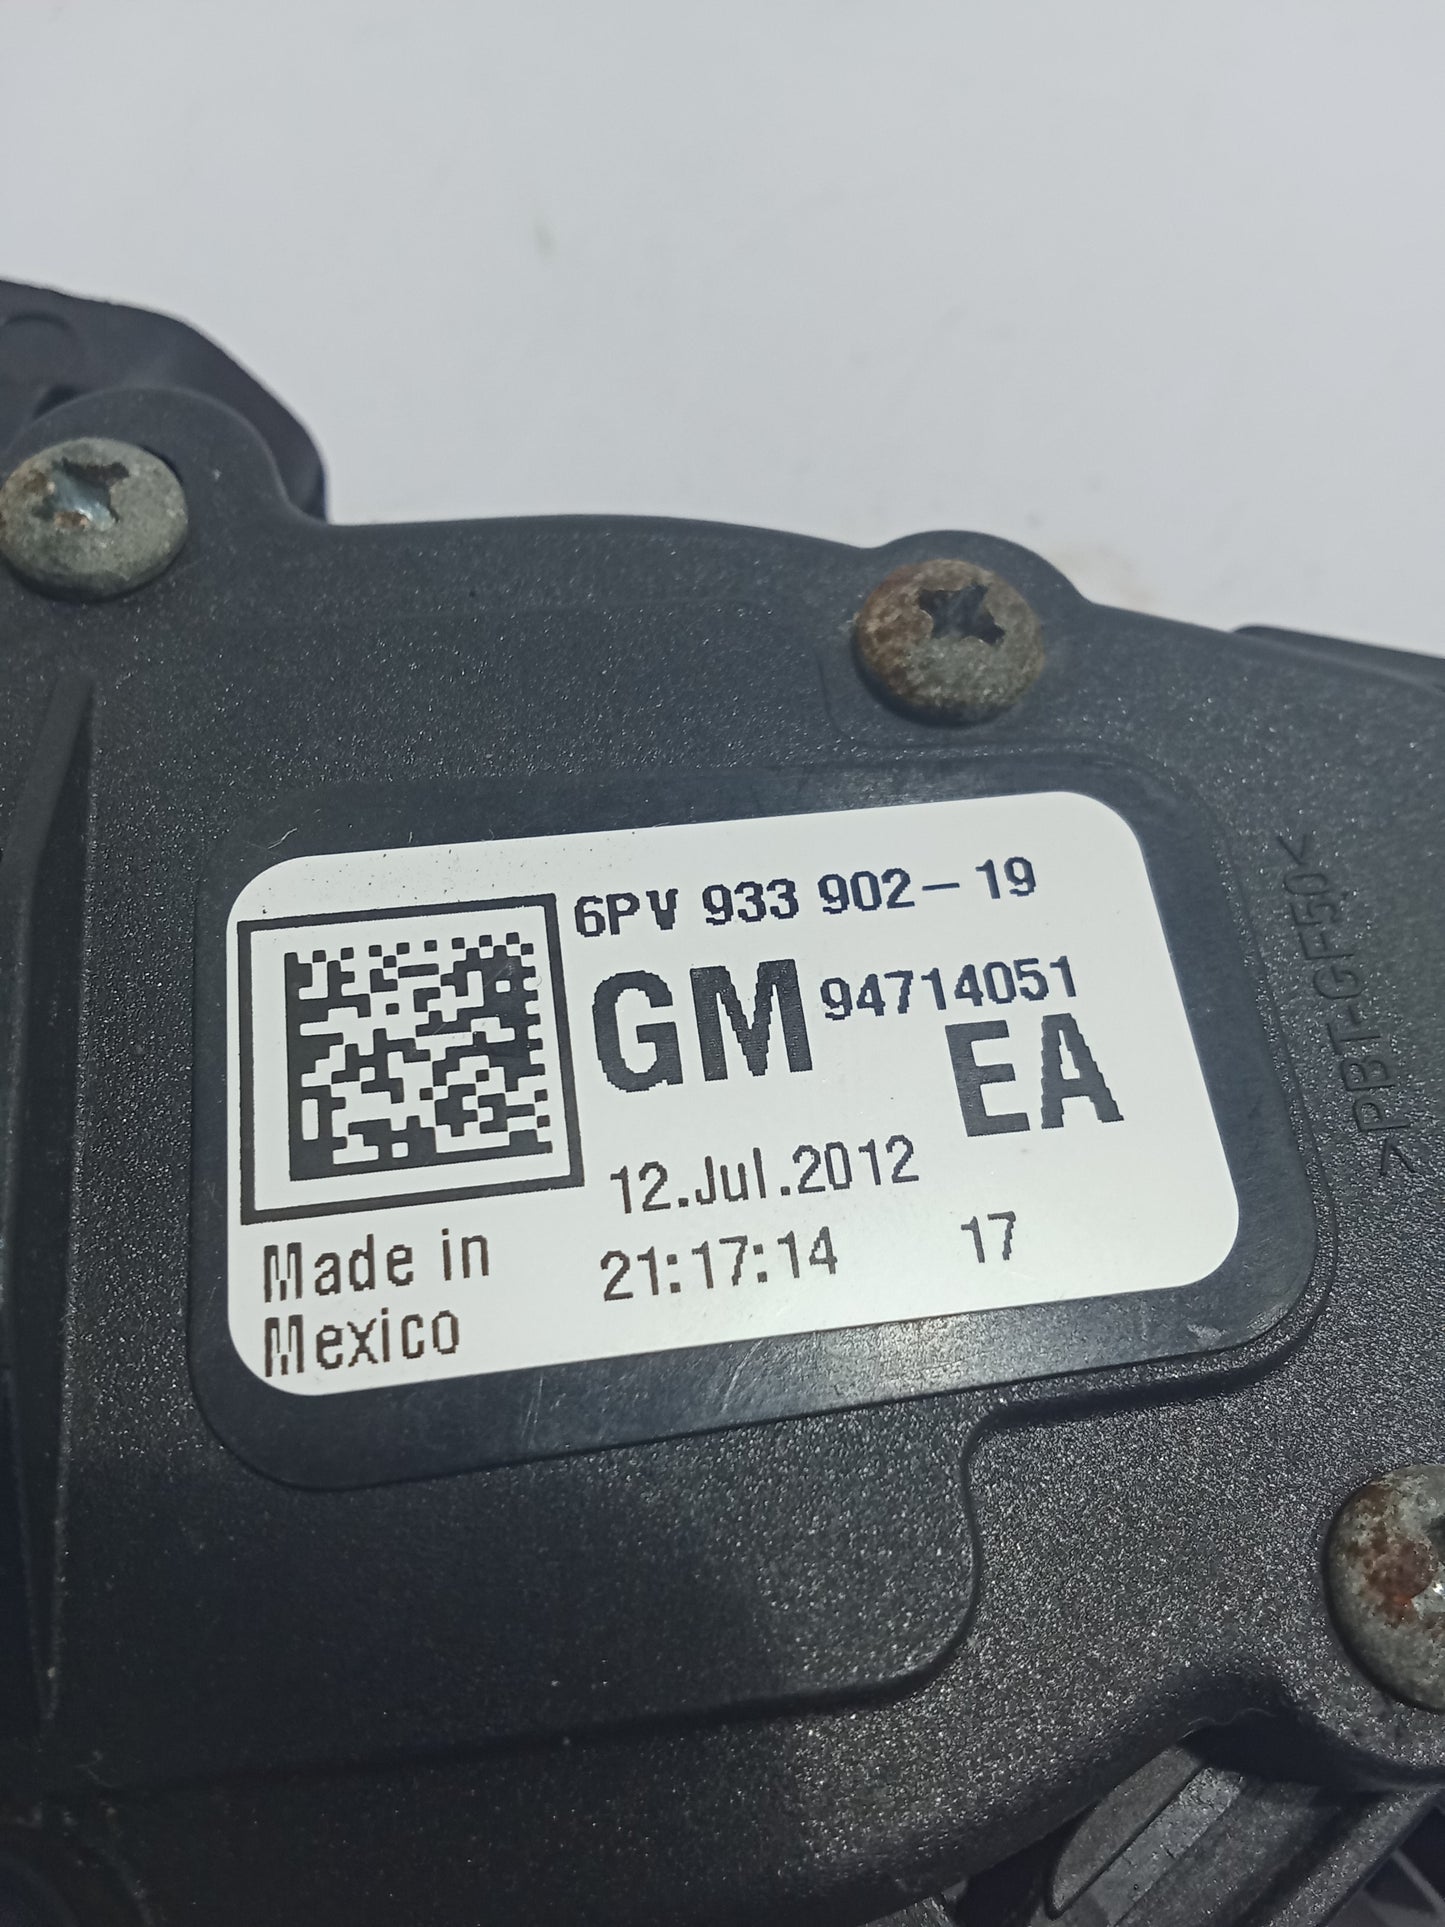 6PV 933 902-19
GM 94714051
EA
12.Jul.2012
21:17:14 17
Made in
Mexico
>PBT-GF50<